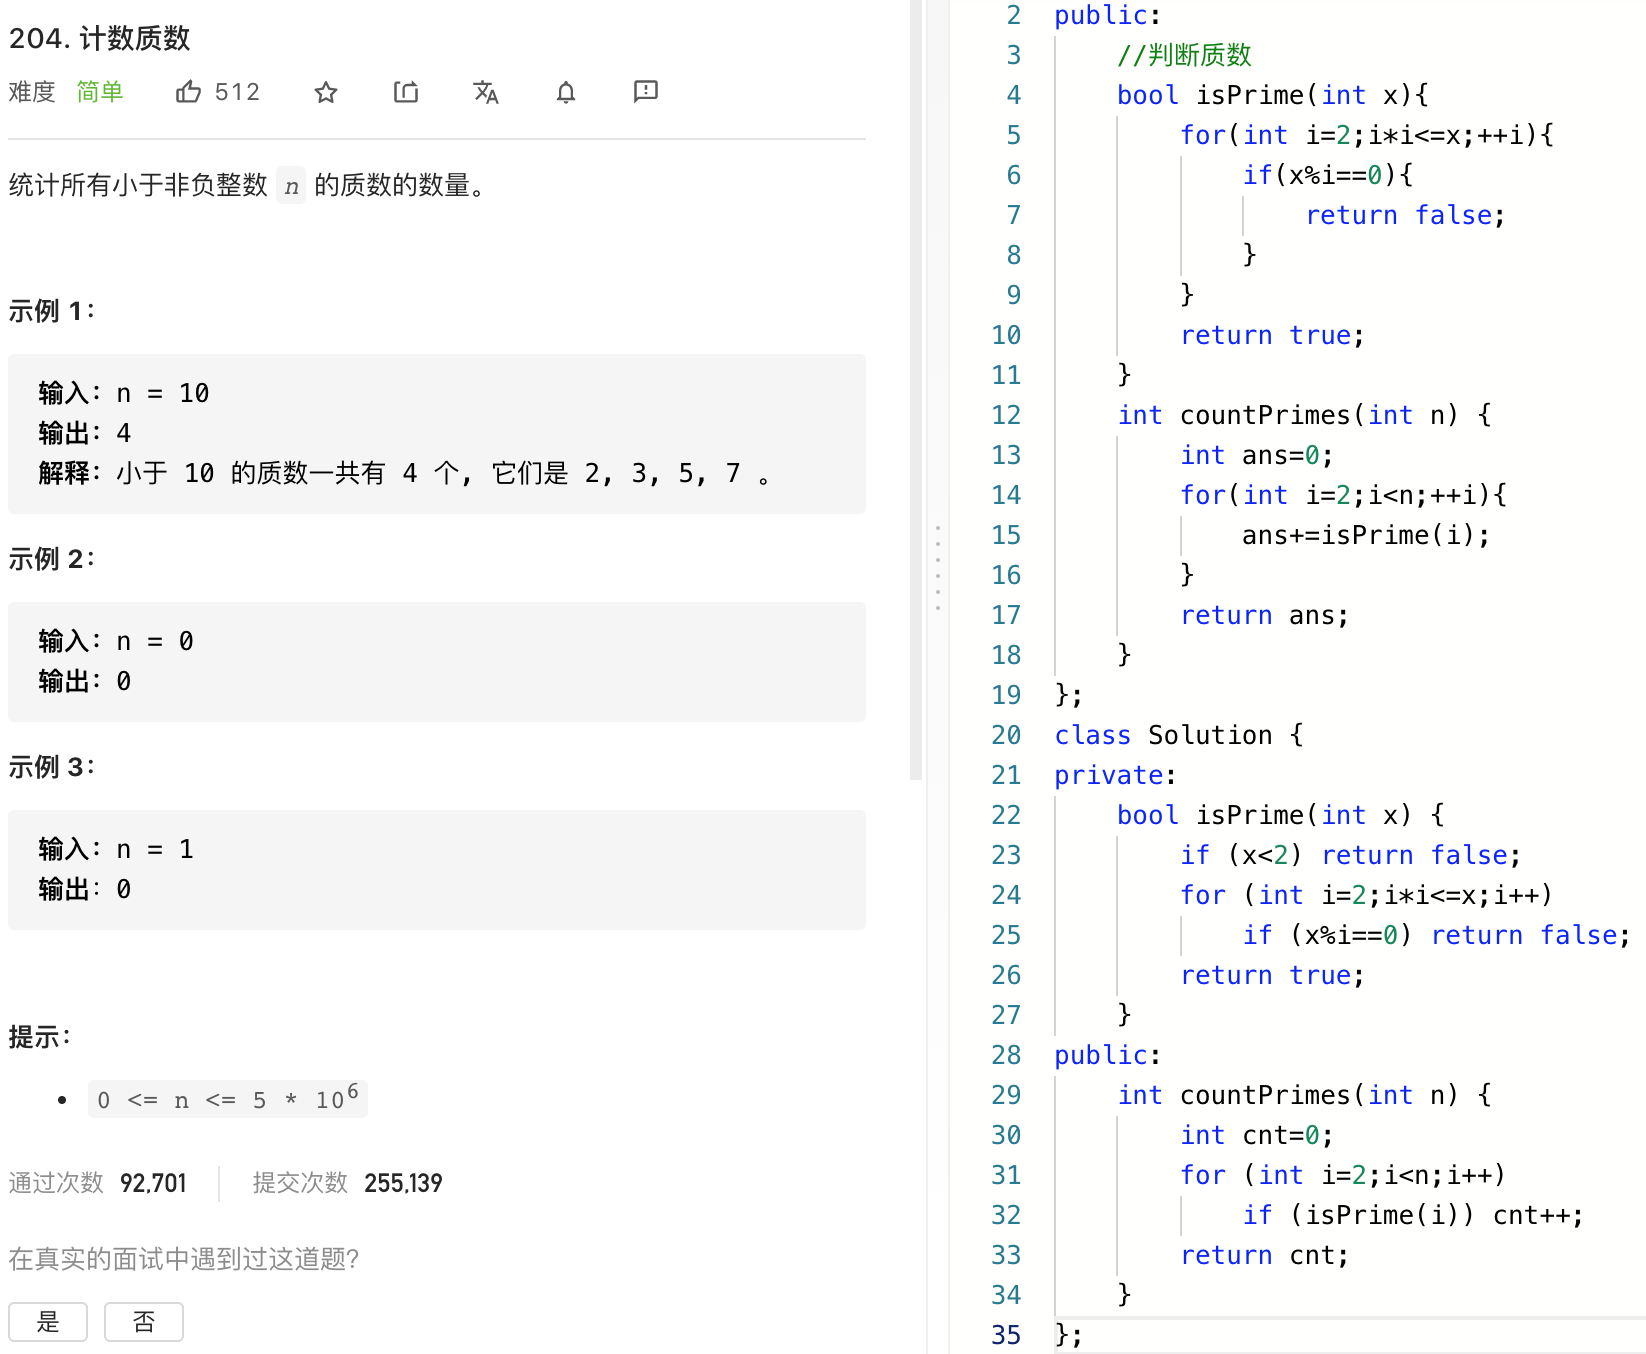 204. 计数质数
难度 简单 512
统计所有小于非负整数 n 的质数的数量。
示例 1：
输入：n = 10
输出：4
解释：小于 10 的质数一共有 4 个, 它们是 2, 3, 5, 7 。
示例 2：
输入：n = 0
输出：0
示例 3：
输入：n = 1
输出：0
提示：
• 0 <= n <= 5 * 10⁶
通过次数 92,701 提交次数 255,139
在真实的面试中遇到过这道题?
是 否
2 public:
3     //判断质数
4     bool isPrime(int x){
5         for(int i=2;i*i<=x;++i){
6             if(x%i==0){
7                 return false;
8             }
9         }
10         return true;
11     }
12     int countPrimes(int n) {
13         int ans=0;
14         for(int i=2;i<n;++i){
15             ans+=isPrime(i);
16         }
17         return ans;
18     }
19 };
20 class Solution {
21 private:
22     bool isPrime(int x) {
23         if (x<2) return false;
24         for (int i=2;i*i<=x;i++)
25             if (x%i==0) return false;
26         return true;
27     }
28 public:
29     int countPrimes(int n) {
30         int cnt=0;
31         for (int i=2;i<n;i++)
32             if (isPrime(i)) cnt++;
33         return cnt;
34     }
35 };